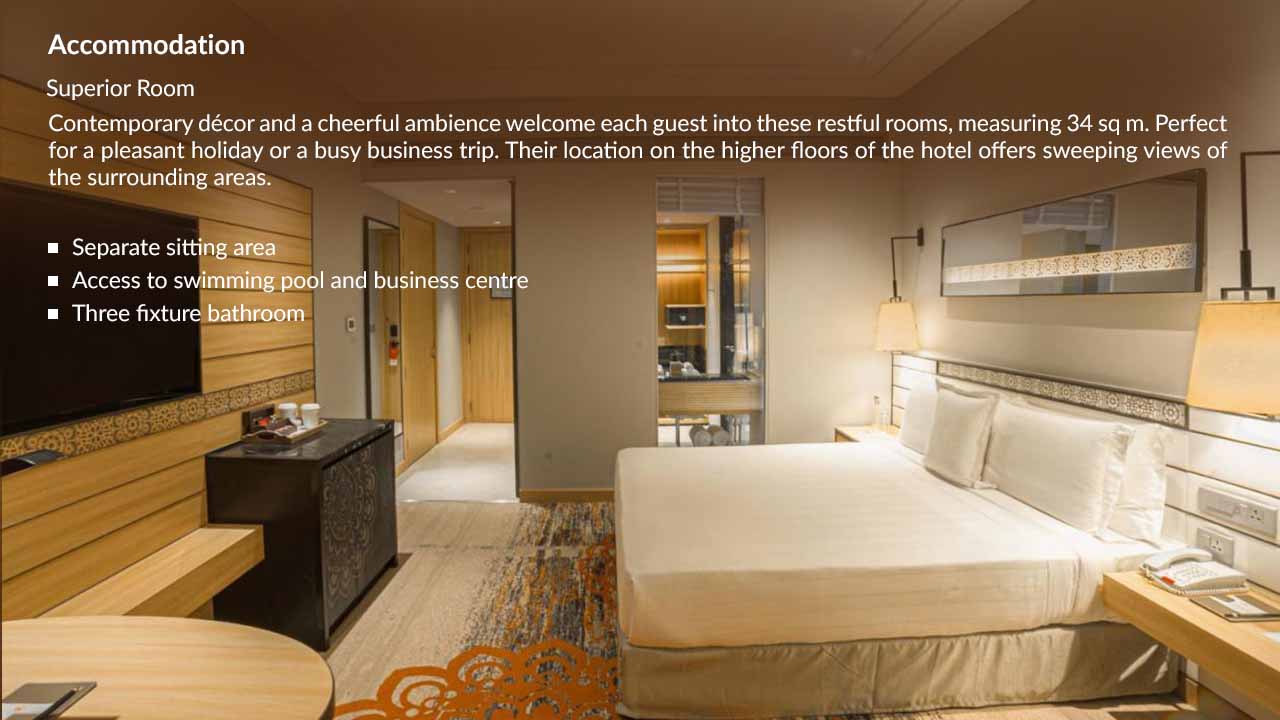 Accommodation
Superior Room
Contemporary décor and a cheerful ambience welcome each guest into these restful rooms, measuring 34 sq m. Perfect
for a pleasant holiday or a busy business trip. Their location on the higher floors of the hotel offers sweeping views of
the surrounding areas.
▪ Separate sitting area
▪ Access to swimming pool and business centre
▪ Three fixture bathroom